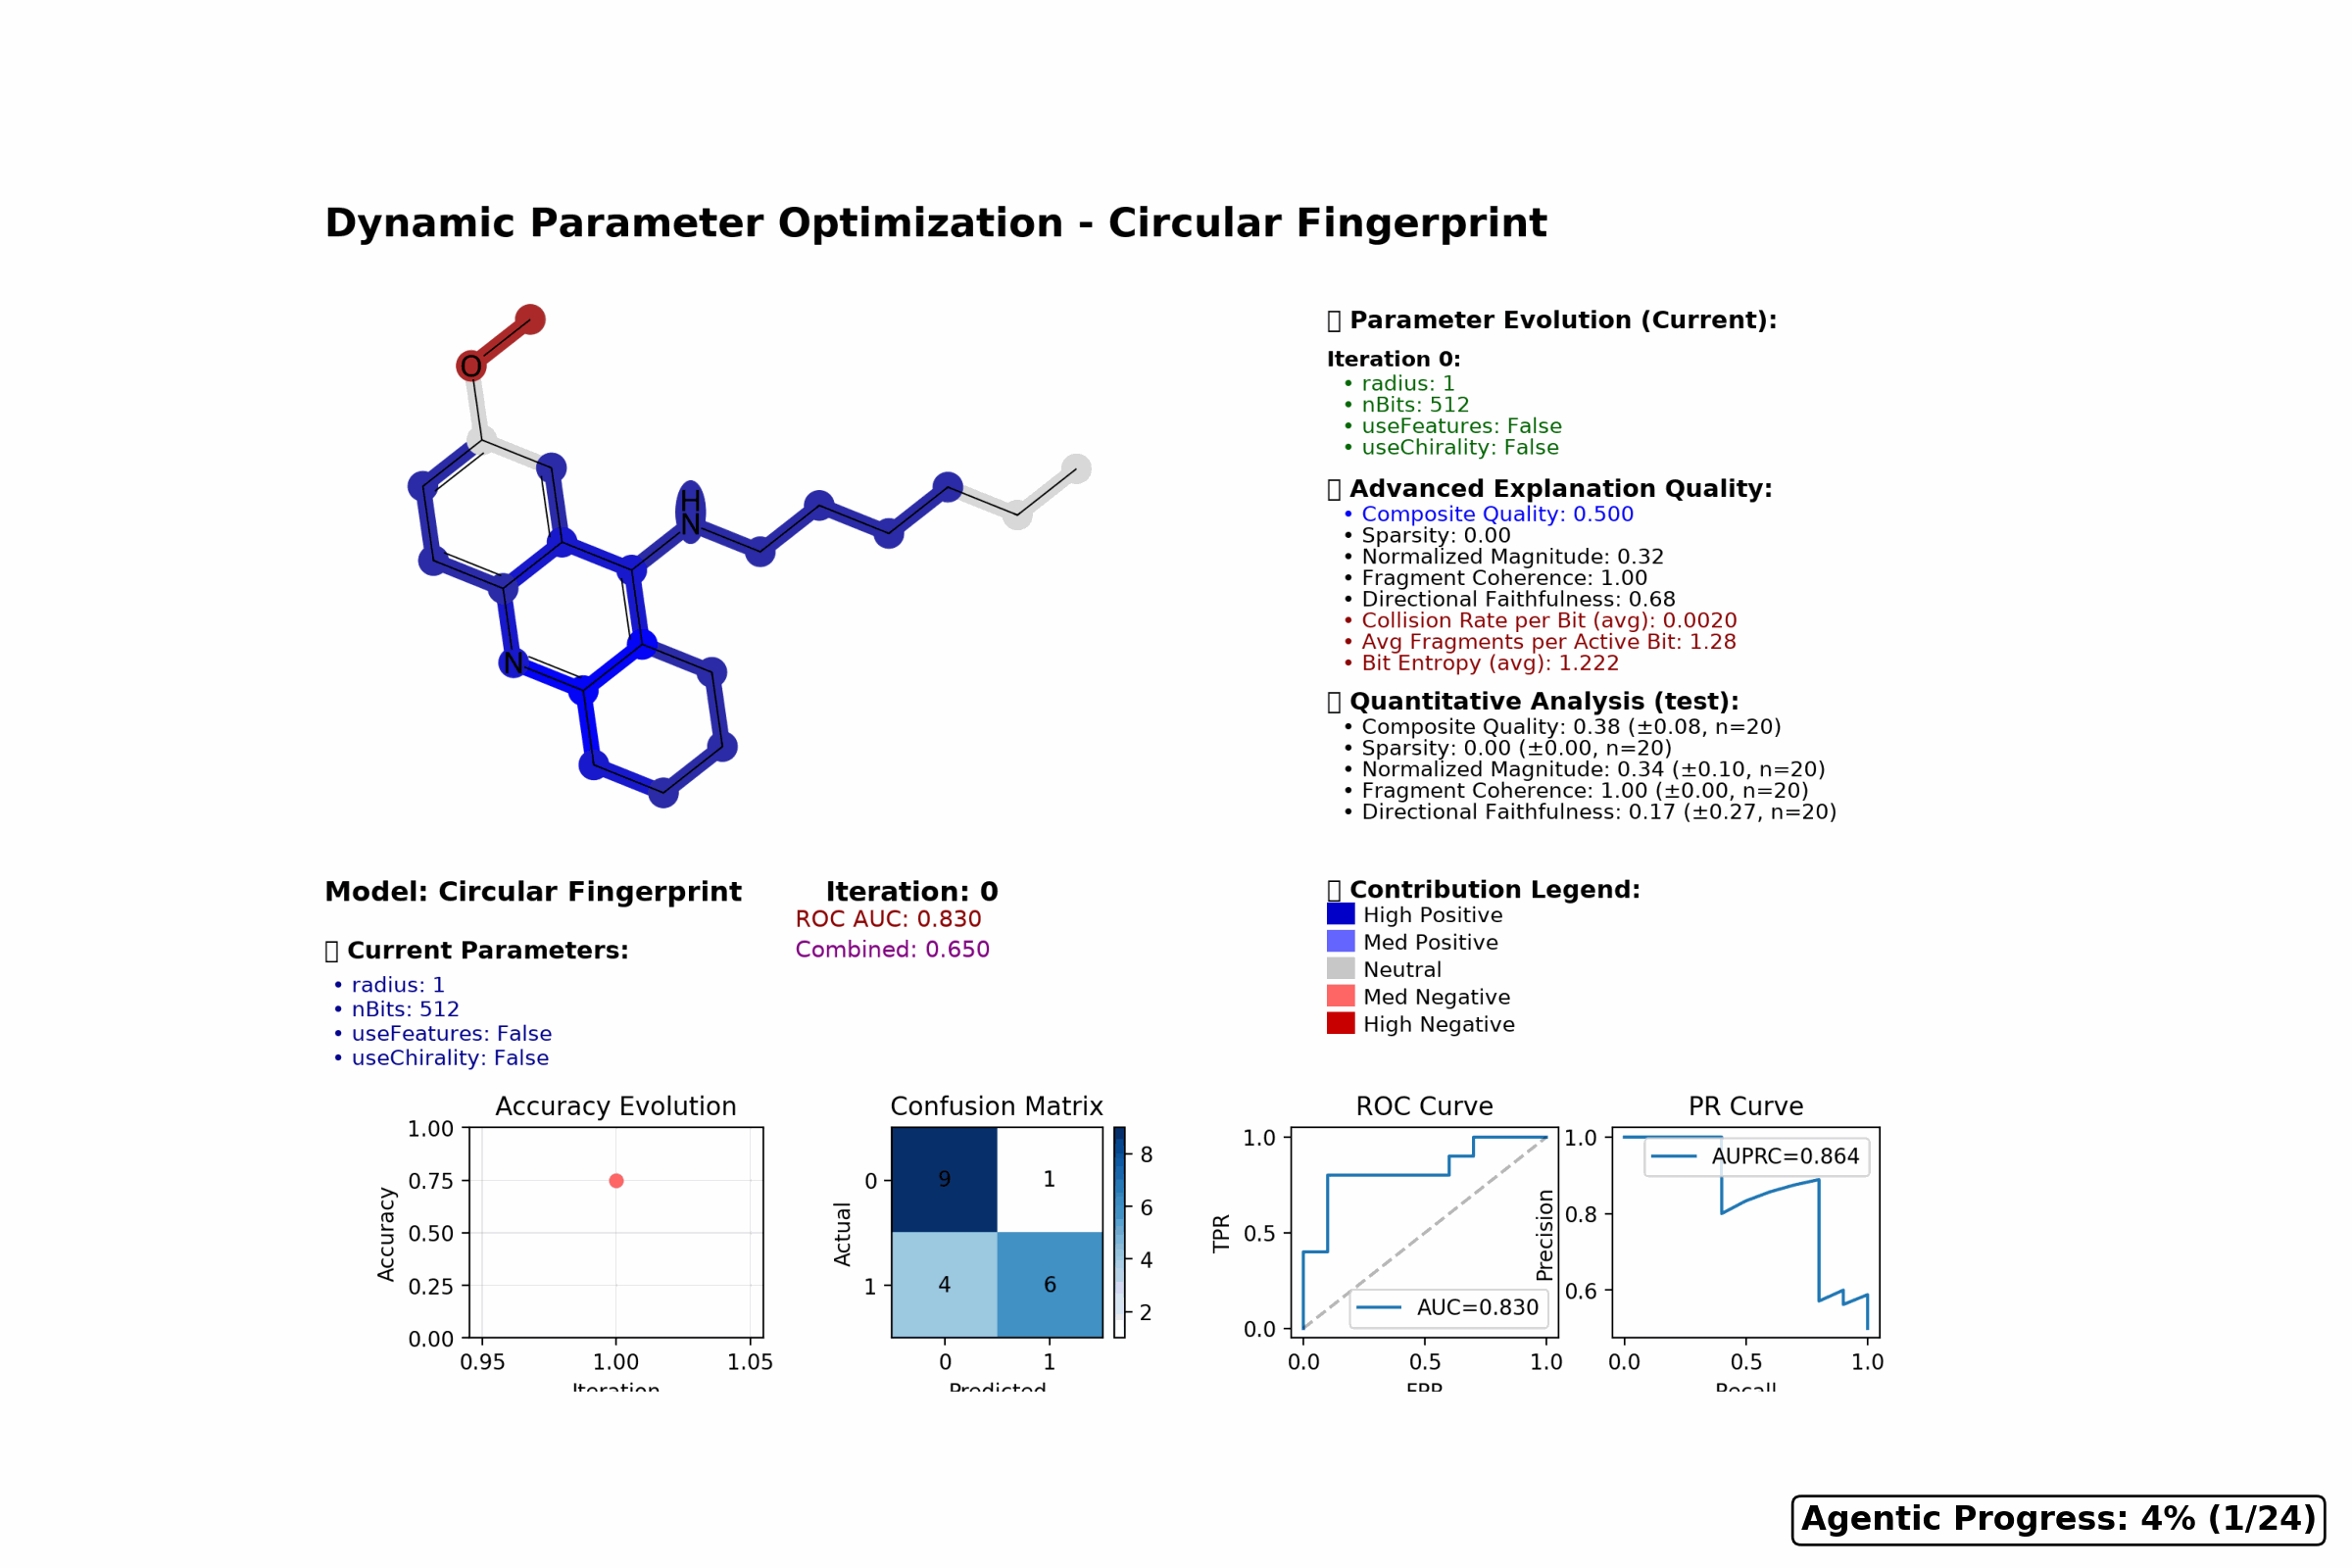 Dynamic Parameter Optimization - Circular Fingerprint
O
H
N
N
Parameter Evolution (Current):
Iteration 0:
• radius: 1
• nBits: 512
• useFeatures: False
• useChirality: False
Advanced Explanation Quality:
• Composite Quality: 0.500
• Sparsity: 0.00
• Normalized Magnitude: 0.32
• Fragment Coherence: 1.00
• Directional Faithfulness: 0.68
• Collision Rate per Bit (avg): 0.0020
• Avg Fragments per Active Bit: 1.28
• Bit Entropy (avg): 1.222
Quantitative Analysis (test):
• Composite Quality: 0.38 (±0.08, n=20)
• Sparsity: 0.00 (±0.00, n=20)
• Normalized Magnitude: 0.34 (±0.10, n=20)
• Fragment Coherence: 1.00 (±0.00, n=20)
• Directional Faithfulness: 0.17 (±0.27, n=20)
Model: Circular Fingerprint
Iteration: 0
ROC AUC: 0.830
Combined: 0.650
Current Parameters:
• radius: 1
• nBits: 512
• useFeatures: False
• useChirality: False
Contribution Legend:
High Positive
Med Positive
Neutral
Med Negative
High Negative
Accuracy Evolution
Accuracy
1.00
0.75
0.50
0.25
0.00
0.95 1.00 1.05
Iteration
Confusion Matrix
Actual
0
1
9 1
4 6
0 1
Predicted
8
6
4
2
ROC Curve
TPR
1.0
0.5
0.0
AUC=0.830
0.0 0.5 1.0
FPR
PR Curve
Precision
1.0
0.8
0.6
AUPRC=0.864
0.0 0.5 1.0
Recall
Agentic Progress: 4% (1/24)